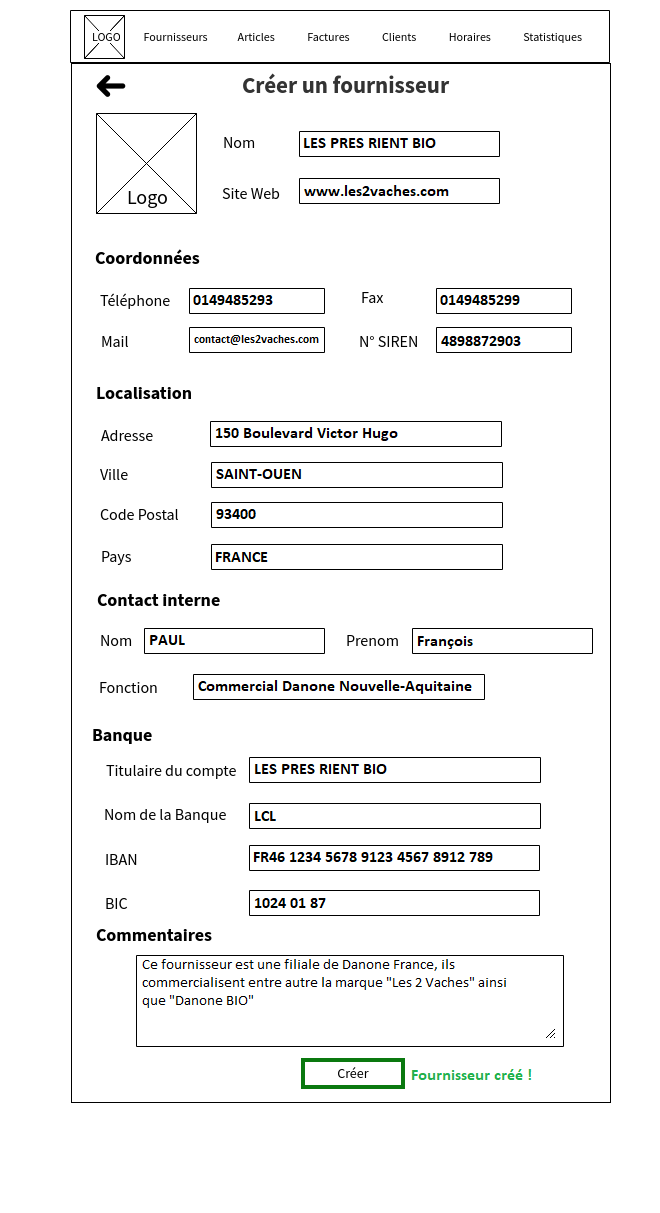 LOGO Fournisseurs Articles Factures Clients Horaires Statistiques
Créer un fournisseur
Logo
Nom LES PRES RIENT BIO
Site Web www.les2vaches.com
Coordonnées
Téléphone 0149485293 Fax 0149485299
Mail contact@les2vaches.com N° SIREN 4898872903
Localisation
Adresse 150 Boulevard Victor Hugo
Ville SAINT-OUEN
Code Postal 93400
Pays FRANCE
Contact interne
Nom PAUL Prenom François
Fonction Commercial Danone Nouvelle-Aquitaine
Banque
Titulaire du compte LES PRES RIENT BIO
Nom de la Banque LCL
IBAN FR46 1234 5678 9123 4567 8912 789
BIC 1024 01 87
Commentaires
Ce fournisseur est une filiale de Danone France, ils
commercialisent entre autre la marque "Les 2 Vaches" ainsi
que "Danone BIO"
Créer Fournisseur créé !